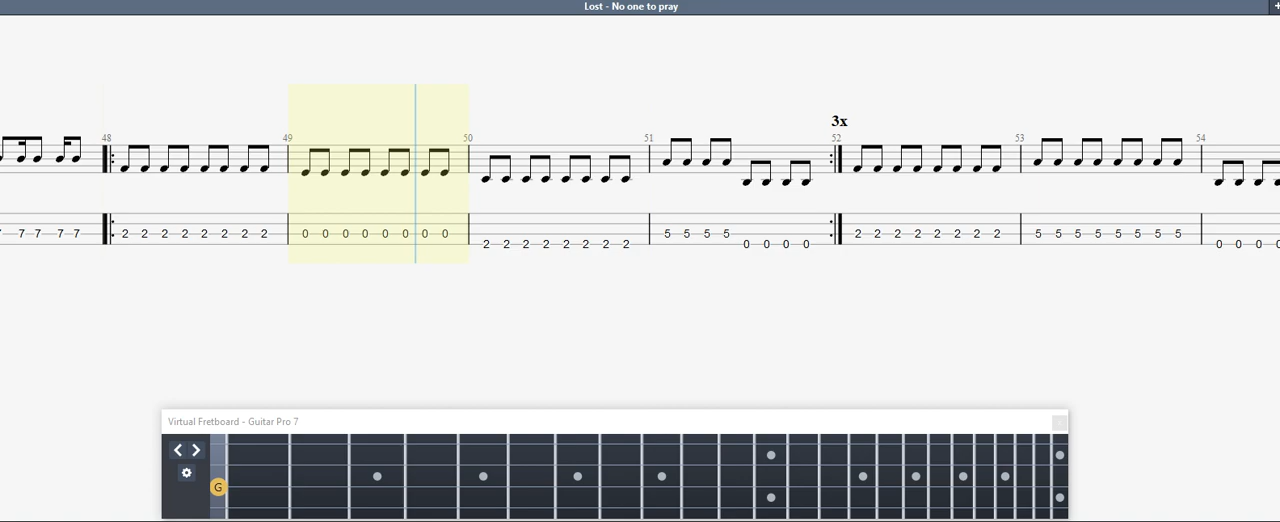 Lost - No one to pray
3x
48 49 50 51 52 53 54
7 7 7 7 2 2 2 2 2 2 2 2 0 0 0 0 0 0 0 0 5 5 5 5 2 2 2 2 2 2 2 2 5 5 5 5 5 5 5 5
2 2 2 2 2 2 2 2 0 0 0 0 0 0 0
Virtual Fretboard - Guitar Pro 7
G